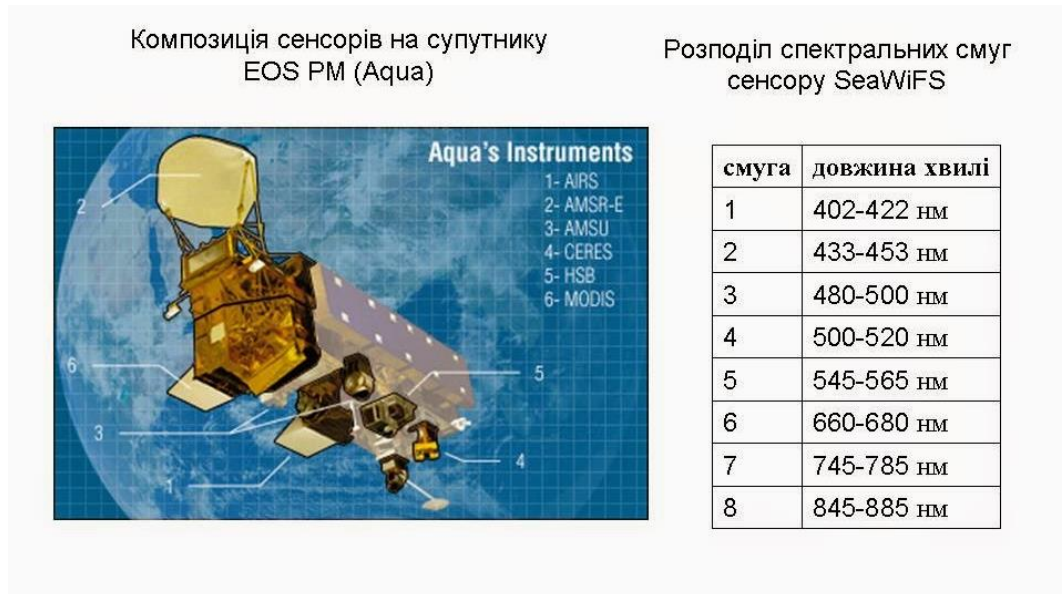 Композиція сенсорів на супутнику
EOS PM (Aqua)
Розподіл спектральних смуг
сенсору SeaWiFS
Aqua's Instruments
1- AIRS
2- AMSR-E
3- AMSU
4- CERES
5- HSB
6- MODIS
2
6
5
3
4
1
смуга довжина хвилі
1 402-422 нм
2 433-453 нм
3 480-500 нм
4 500-520 нм
5 545-565 нм
6 660-680 нм
7 745-785 нм
8 845-885 нм